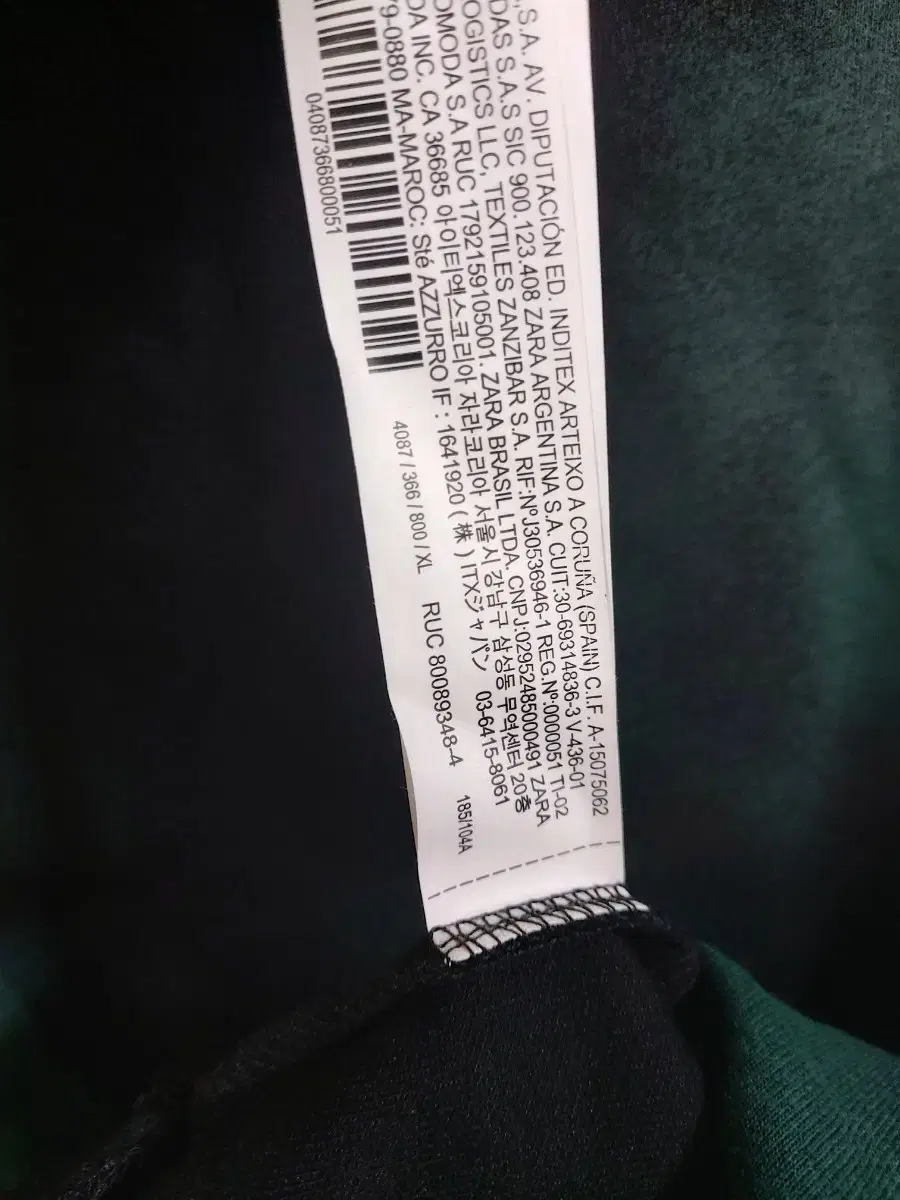 ,S.A. AV. DIPUTACIÓN ED. INDITEX ARTEIXO A CORUÑA (SPAIN) C.I.F. A-15075062
DAS S.A.S SIC 900.123.408 ZARA ARGENTINA S.A. CUIT:30-69314836-3 V-436-01
OGISTICS LLC, TEXTILES ZANZIBAR S.A. RIF:NºJ30536946-1 REG.Nº:0000051 TI-02
OMODA S.A RUC 1792159105001. ZARA BRASIL LTDA. CNPJ:02952485000491 ZARA
DA INC. CA 36685 아이티엑스코리아 자라코리아 서울시 강남구 삼성동 무역센터 20층
79-0880 MA-MAROC: Sté AZZURRO IF : 1641920 ( 株 ) ITXジャパン 03-6415-8061
RUC 80089348-4
04087366800051
4087 / 366 / 800 / XL
185/104A